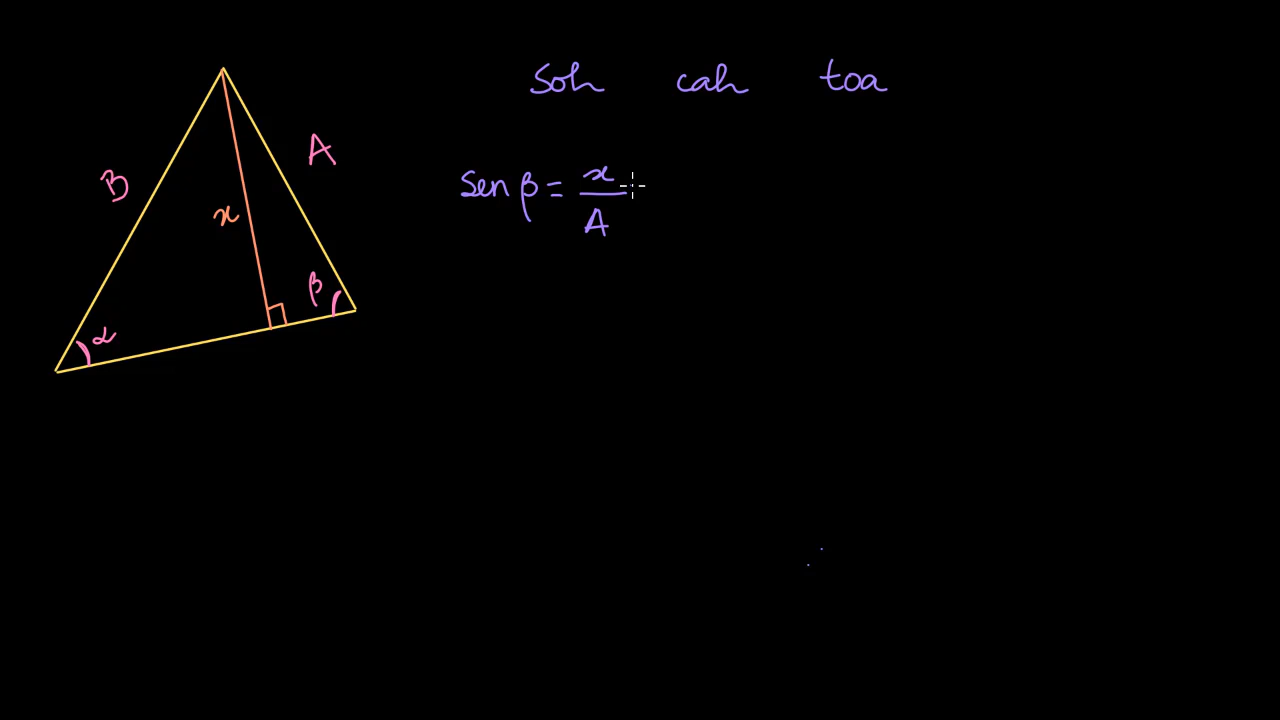 soh cah toa
B
A
x
β
α
sen β = x/A